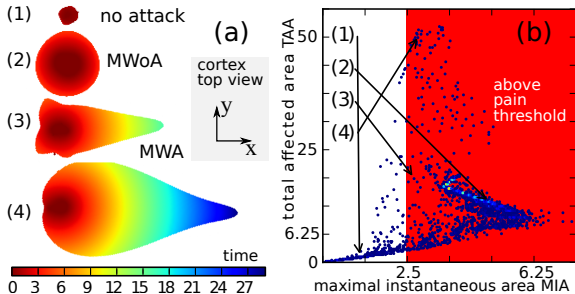 (1)
no attack
(a)
(2)
MWoA
cortex
top view
y
x
(3)
MWA
(4)
time
0 3 6 9 12 15 18 21 24 27
(b)
(1)
(2)
(3)
(4)
above
pain
threshold
total affected area TAA
50
25
6.25
0
2.5
6.25
maximal instantaneous area MIA